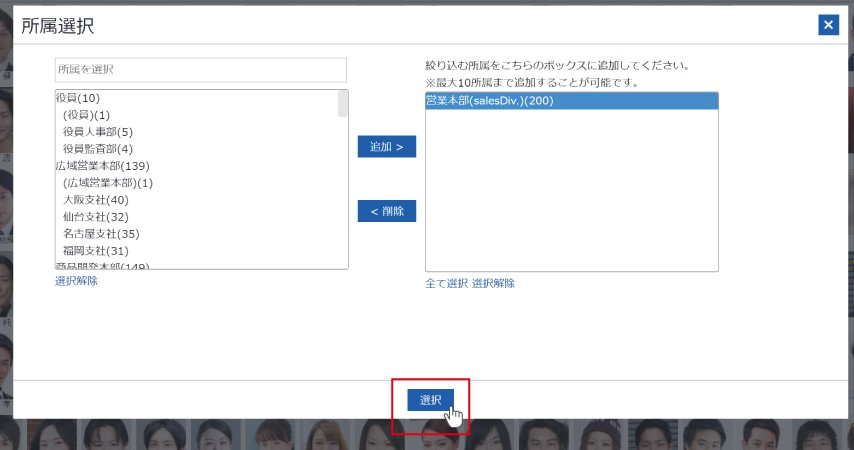 所属選択
×
所属を選択
役員(10)
(役員)(1)
役員人事部(5)
役員監査部(4)
広域営業本部(139)
(広域営業本部)(1)
大阪支社(40)
仙台支社(32)
名古屋支社(35)
福岡支社(31)
商品開発本部(149)
選択解除
追加 >
< 削除
絞り込む所属をこちらのボックスに追加してください。
※最大10所属まで追加することが可能です。
営業本部(salesDiv.)(200)
全て選択 選択解除
選択